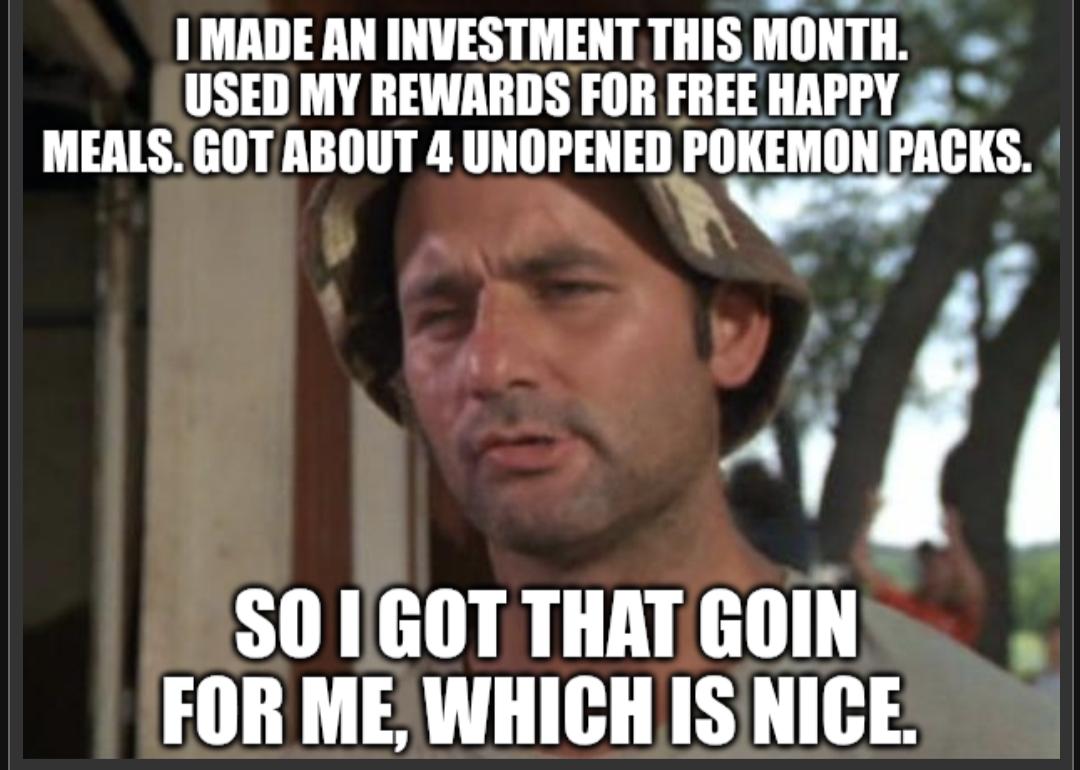 I MADE AN INVESTMENT THIS MONTH.
USED MY REWARDS FOR FREE HAPPY
MEALS. GOT ABOUT 4 UNOPENED POKEMON PACKS.
SO I GOT THAT GOIN
FOR ME, WHICH IS NICE.